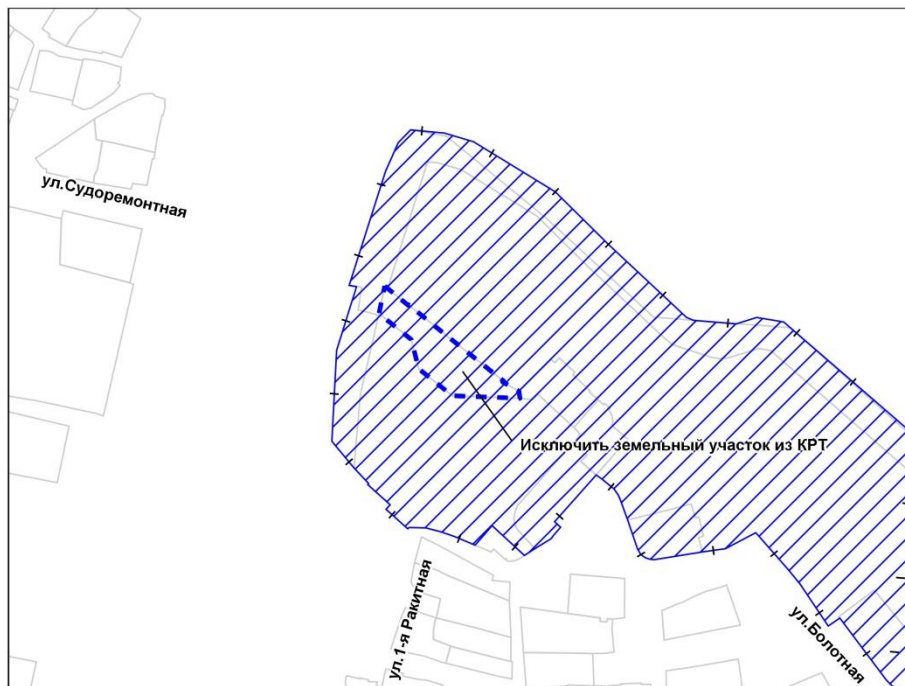 ул.Судоремонтная
Исключить земельный участок из КРТ
ул.1-я Ракитная
ул.Болотная